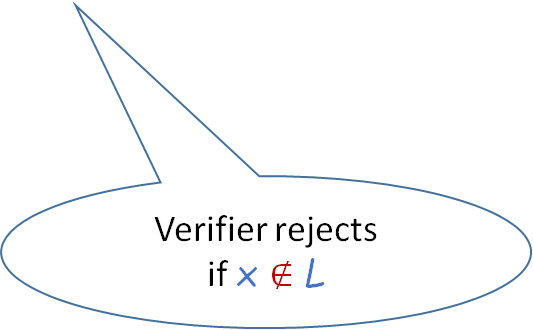 Verifier rejects
if x ∉ L